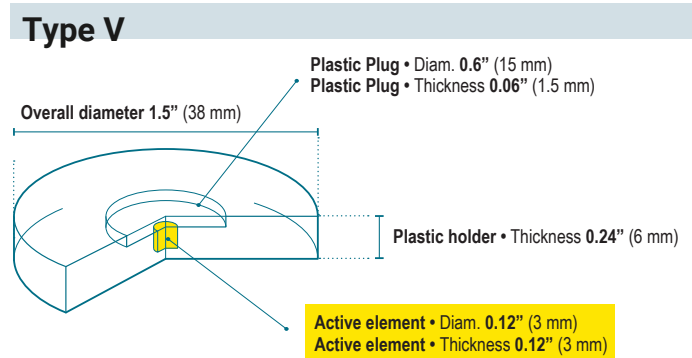 Type V
Plastic Plug • Diam. 0.6” (15 mm)
Plastic Plug • Thickness 0.06” (1.5 mm)
Overall diameter 1.5” (38 mm)
Plastic holder • Thickness 0.24” (6 mm)
Active element • Diam. 0.12” (3 mm)
Active element • Thickness 0.12” (3 mm)